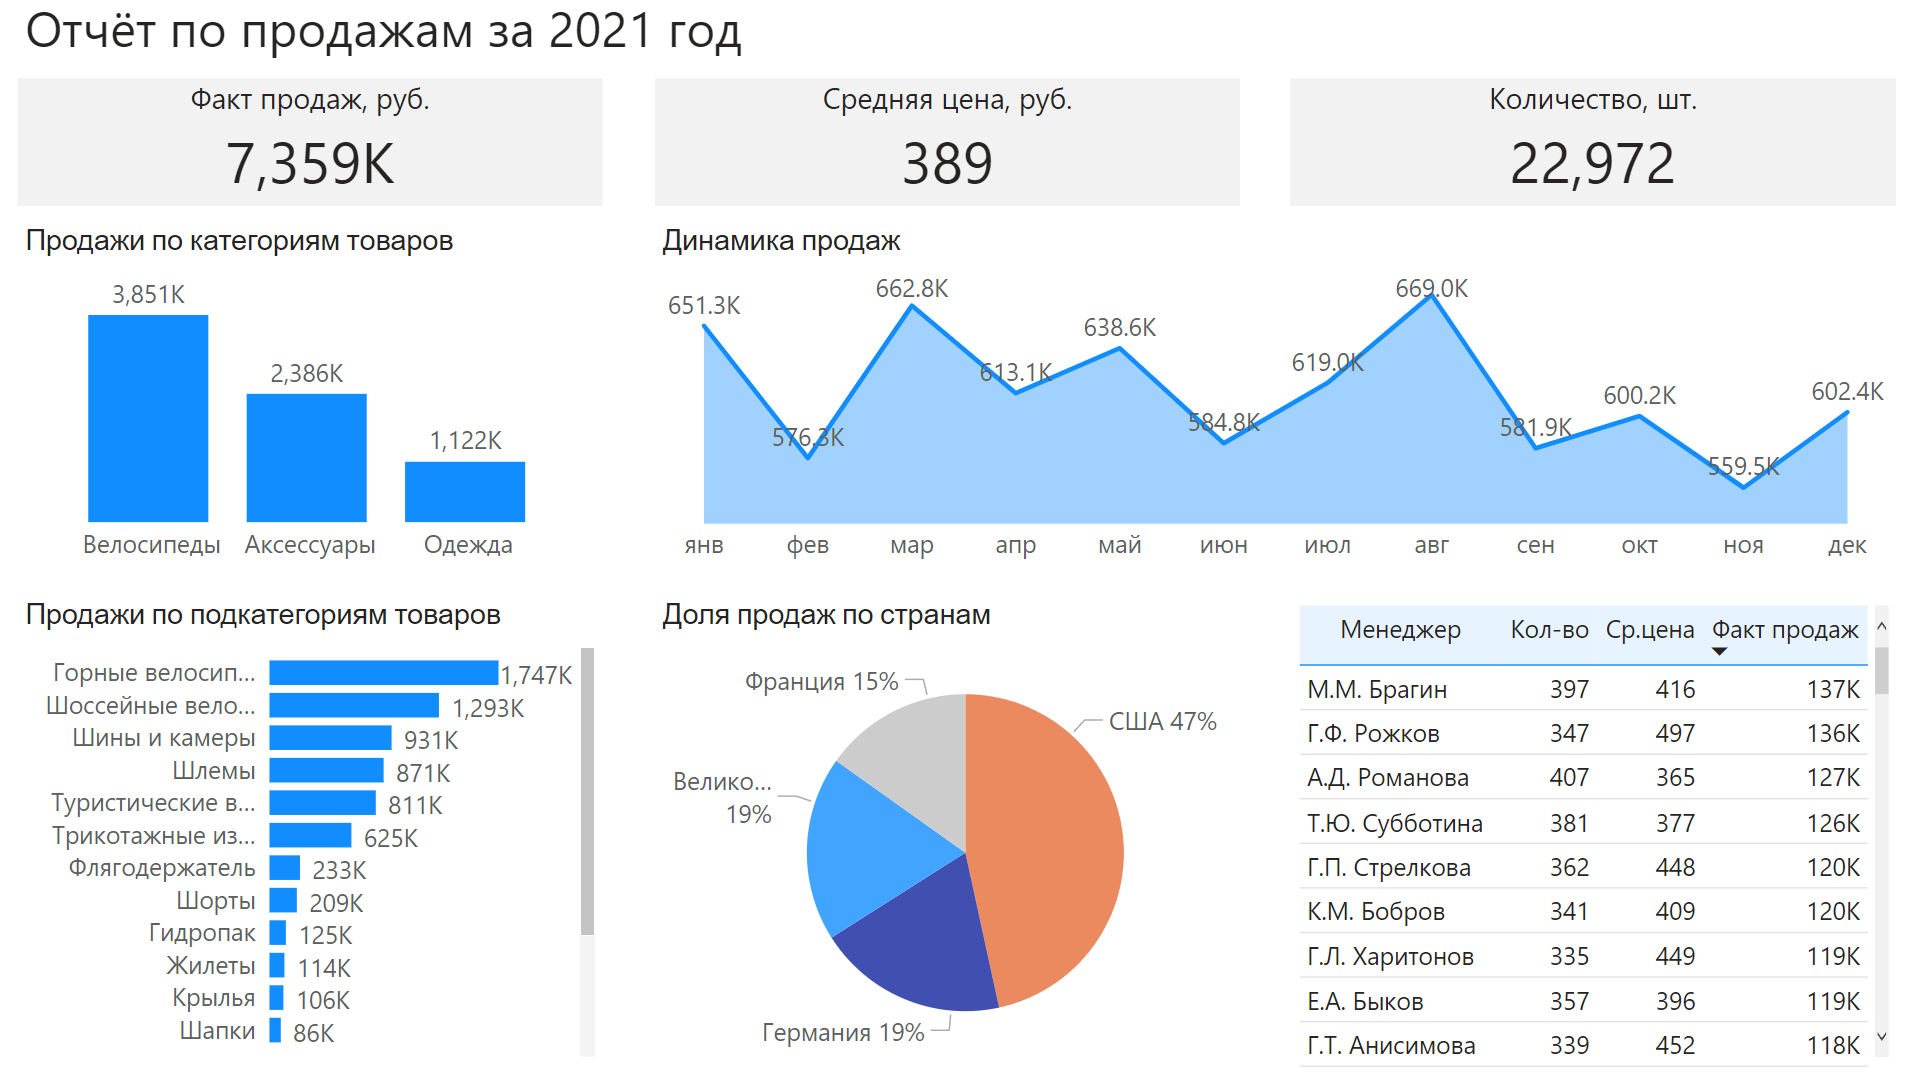 Отчёт по продажам за 2021 год
Факт продаж, руб.
7,359K
Средняя цена, руб.
389
Количество, шт.
22,972
Продажи по категориям товаров
3,851K
2,386K
1,122K
Велосипеды Аксессуары Одежда
Динамика продаж
651.3K
576.3K
662.8K
613.1K
638.6K
584.8K
619.0K
669.0K
581.9K
600.2K
559.5K
602.4K
янв фев мар апр май июн июл авг сен окт ноя дек
Продажи по подкатегориям товаров
Горные велосип... 1,747K
Шоссейные вело... 1,293K
Шины и камеры 931K
Шлемы 871K
Туристические в... 811K
Трикотажные из... 625K
Флягодержатель 233K
Шорты 209K
Гидропак 125K
Жилеты 114K
Крылья 106K
Шапки 86K
Доля продаж по странам
Франция 15%
США 47%
Велико...
19%
Германия 19%
Менеджер Кол-во Ср.цена Факт продаж
М.М. Брагин 397 416 137K
Г.Ф. Рожков 347 497 136K
А.Д. Романова 407 365 127K
Т.Ю. Субботина 381 377 126K
Г.П. Стрелкова 362 448 120K
К.М. Бобров 341 409 120K
Г.Л. Харитонов 335 449 119K
Е.А. Быков 357 396 119K
Г.Т. Анисимова 339 452 118K